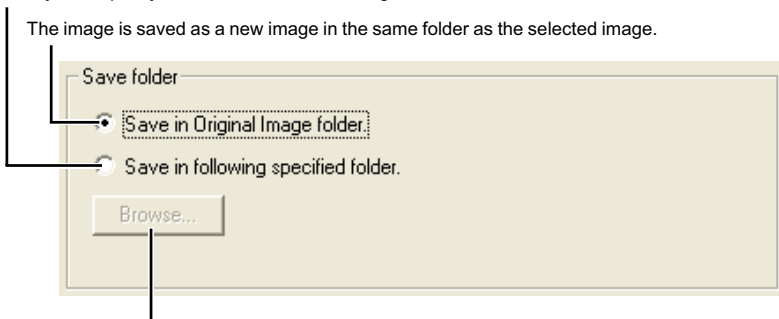 The image is saved as a new image in the same folder as the selected image.
Save folder
Save in Original Image folder.
Save in following specified folder.
Browse...